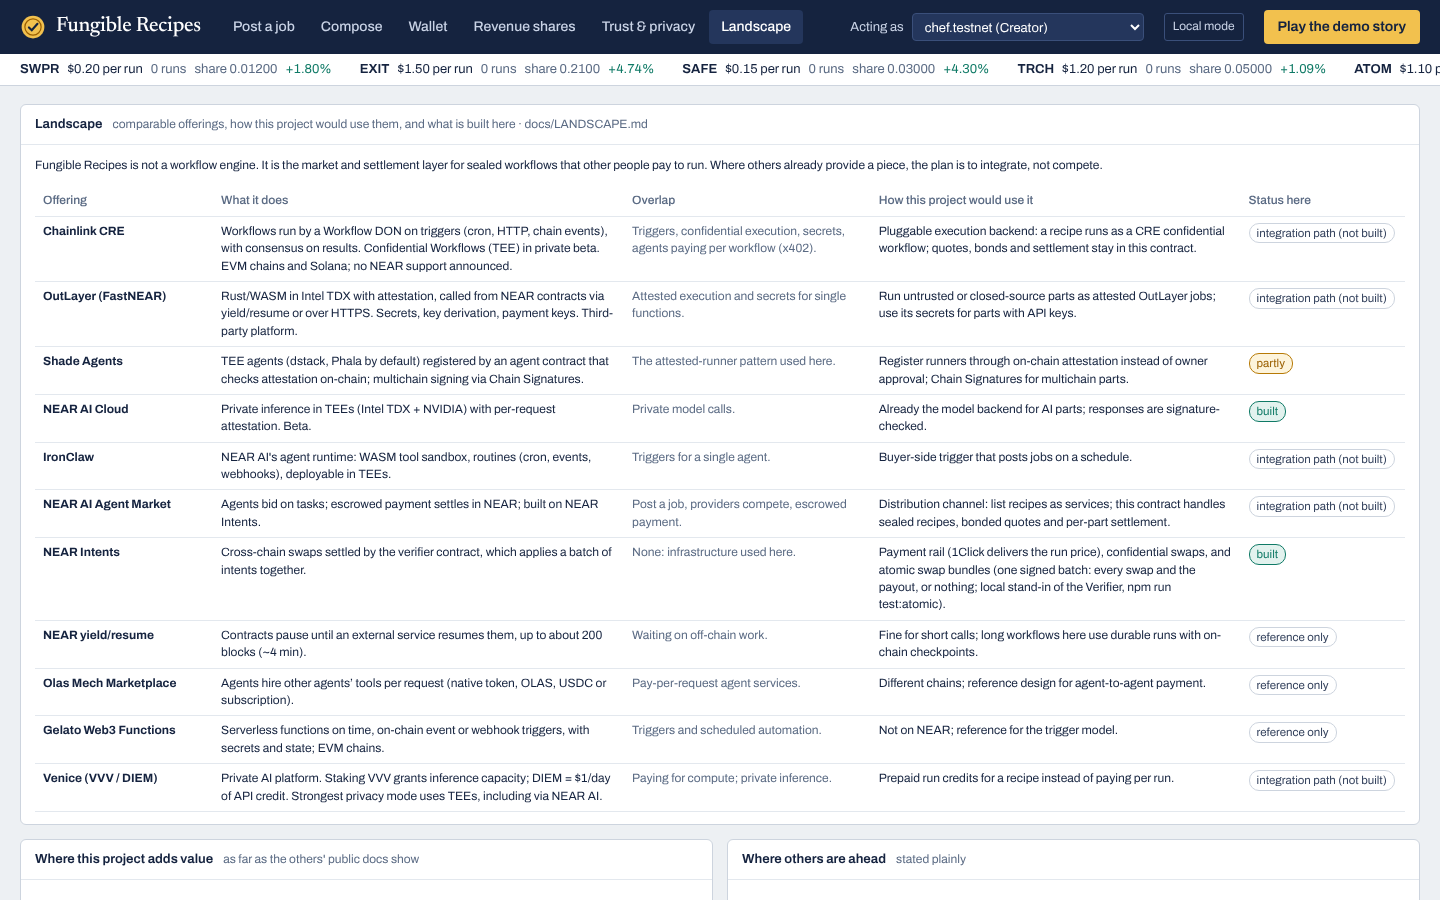 Fungible Recipes Post a job Compose Wallet Revenue shares Trust & privacy Landscape Acting as chef.testnet (Creator) Local mode Play the demo story
SWPR $0.20 per run 0 runs share 0.01200 +1.80% EXIT $1.50 per run 0 runs share 0.2100 +4.74% SAFE $0.15 per run 0 runs share 0.03000 +4.30% TRCH $1.20 per run 0 runs share 0.05000 +1.09% ATOM $1.10 p
Landscape comparable offerings, how this project would use them, and what is built here · docs/LANDSCAPE.md
Fungible Recipes is not a workflow engine. It is the market and settlement layer for sealed workflows that other people pay to run. Where others already provide a piece, the plan is to integrate, not compete.
Offering What it does Overlap How this project would use it Status here
Chainlink CRE Workflows run by a Workflow DON on triggers (cron, HTTP, chain events), Triggers, confidential execution, secrets, Pluggable execution backend: a recipe runs as a CRE confidential integration path (not built)
with consensus on results. Confidential Workflows (TEE) in private beta. agents paying per workflow (x402). workflow; quotes, bonds and settlement stay in this contract.
EVM chains and Solana; no NEAR support announced.
OutLayer (FastNEAR) Rust/WASM in Intel TDX with attestation, called from NEAR contracts via Attested execution and secrets for single Run untrusted or closed-source parts as attested OutLayer jobs; integration path (not built)
yield/resume or over HTTPS. Secrets, key derivation, payment keys. Third- functions. use its secrets for parts with API keys.
party platform.
Shade Agents TEE agents (dstack, Phala by default) registered by an agent contract that The attested-runner pattern used here. Register runners through on-chain attestation instead of owner partly
checks attestation on-chain; multichain signing via Chain Signatures. approval; Chain Signatures for multichain parts.
NEAR AI Cloud Private inference in TEEs (Intel TDX + NVIDIA) with per-request Private model calls. Already the model backend for AI parts; responses are signature- built
attestation. Beta. checked.
IronClaw NEAR AI's agent runtime: WASM tool sandbox, routines (cron, events, Triggers for a single agent. Buyer-side trigger that posts jobs on a schedule. integration path (not built)
webhooks), deployable in TEEs.
NEAR AI Agent Market Agents bid on tasks; escrowed payment settles in NEAR; built on NEAR Post a job, providers compete, escrowed Distribution channel: list recipes as services; this contract handles integration path (not built)
Intents. payment. sealed recipes, bonded quotes and per-part settlement.
NEAR Intents Cross-chain swaps settled by the verifier contract, which applies a batch of None: infrastructure used here. Payment rail (1Click delivers the run price), confidential swaps, and built
intents together. atomic swap bundles (one signed batch: every swap and the
payout, or nothing; local stand-in of the Verifier, npm run
test:atomic).
NEAR yield/resume Contracts pause until an external service resumes them, up to about 200 Waiting on off-chain work. Fine for short calls; long workflows here use durable runs with on- reference only
blocks (~4 min). chain checkpoints.
Olas Mech Marketplace Agents hire other agents' tools per request (native token, OLAS, USDC or Pay-per-request agent services. Different chains; reference design for agent-to-agent payment. reference only
subscription).
Gelato Web3 Functions Serverless functions on time, on-chain event or webhook triggers, with Triggers and scheduled automation. Not on NEAR; reference for the trigger model. reference only
secrets and state; EVM chains.
Venice (VVV / DIEM) Private AI platform. Staking VVV grants inference capacity; DIEM = $1/day Paying for compute; private inference. Prepaid run credits for a recipe instead of paying per run. integration path (not built)
of API credit. Strongest privacy mode uses TEEs, including via NEAR AI.
Where this project adds value as far as the others' public docs show Where others are ahead stated plainly